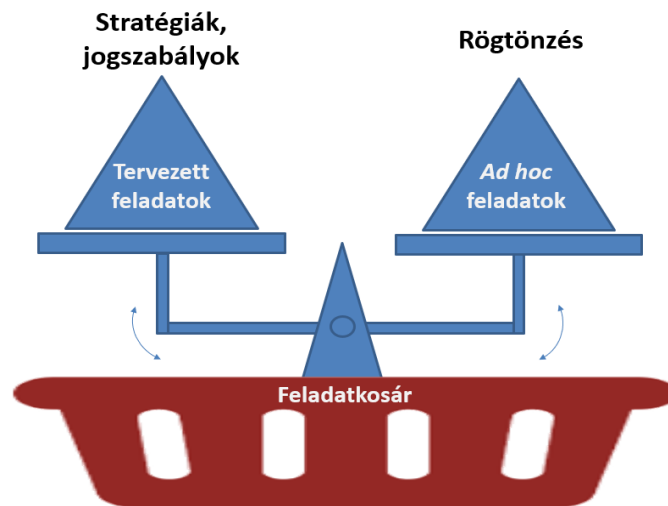 Stratégiák,
jogszabályok
Rögtönzés
Tervezett
feladatok
Ad hoc
feladatok
Feladatkosár